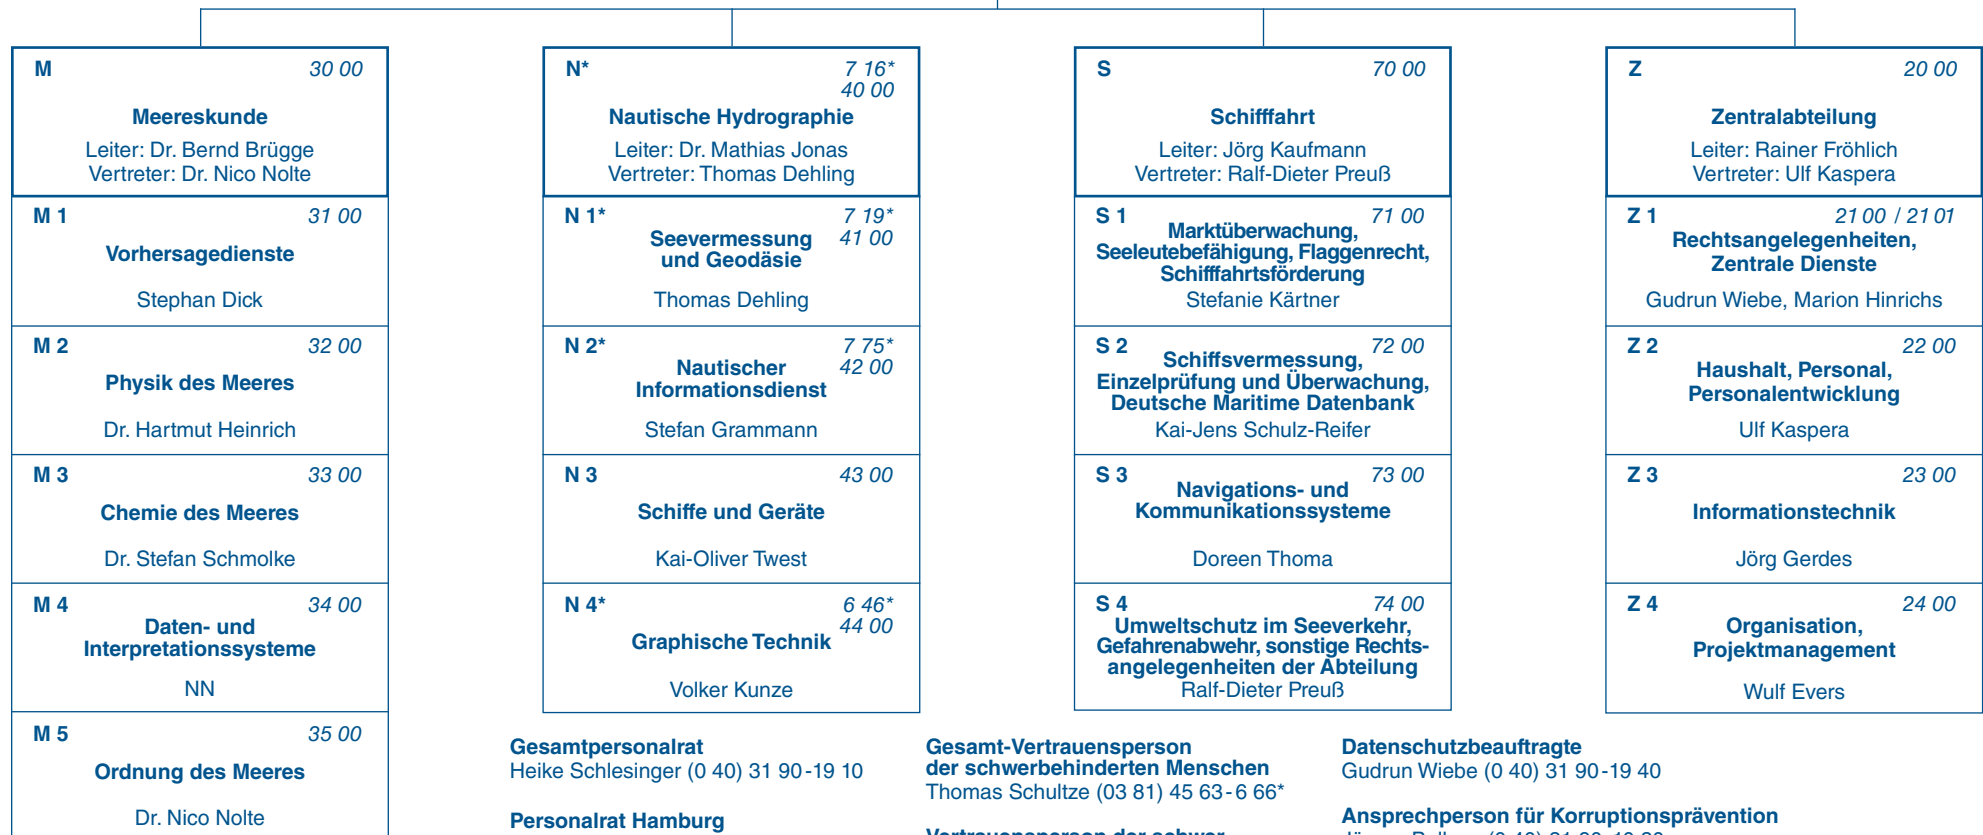 M 30 00
Meereskunde
Leiter: Dr. Bernd Brügge
Vertreter: Dr. Nico Nolte
M 1 31 00
Vorhersagedienste
Stephan Dick
M 2 32 00
Physik des Meeres
Dr. Hartmut Heinrich
M 3 33 00
Chemie des Meeres
Dr. Stefan Schmolke
M 4 34 00
Daten- und
Interpretationssysteme
NN
M 5 35 00
Ordnung des Meeres
Dr. Nico Nolte
N* 7 16*
40 00
Nautische Hydrographie
Leiter: Dr. Mathias Jonas
Vertreter: Thomas Dehling
N 1* 7 19*
Seevermessung 41 00
und Geodäsie
Thomas Dehling
N 2* 7 75*
Nautischer 42 00
Informationsdienst
Stefan Grammann
N 3 43 00
Schiffe und Geräte
Kai-Oliver Twest
N 4* 6 46*
44 00
Graphische Technik
Volker Kunze
S 70 00
Schifffahrt
Leiter: Jörg Kaufmann
Vertreter: Ralf-Dieter Preuß
S 1 71 00
Marktüberwachung,
Seeleutebefähigung, Flaggenrecht,
Schifffahrtsförderung
Stefanie Kärtner
S 2 72 00
Schiffsvermessung,
Einzelprüfung und Überwachung,
Deutsche Maritime Datenbank
Kai-Jens Schulz-Reifer
S 3 73 00
Navigations- und
Kommunikationssysteme
Doreen Thoma
S 4 74 00
Umweltschutz im Seeverkehr,
Gefahrenabwehr, sonstige Rechts-
angelegenheiten der Abteilung
Ralf-Dieter Preuß
Z 20 00
Zentralabteilung
Leiter: Rainer Fröhlich
Vertreter: Ulf Kaspera
Z 1 21 00 / 21 01
Rechtsangelegenheiten,
Zentrale Dienste
Gudrun Wiebe, Marion Hinrichs
Z 2 22 00
Haushalt, Personal,
Personalentwicklung
Ulf Kaspera
Z 3 23 00
Informationstechnik
Jörg Gerdes
Z 4 24 00
Organisation,
Projektmanagement
Wulf Evers
Gesamtpersonalrat
Heike Schlesinger (0 40) 31 90-19 10
Personalrat Hamburg
Gesamt-Vertrauensperson
der schwerbehinderten Menschen
Thomas Schultze (03 81) 45 63-6 66*
Vertrauensperson der schwer-
Datenschutzbeauftragte
Gudrun Wiebe (0 40) 31 90-19 40
Ansprechperson für Korruptionsprävention